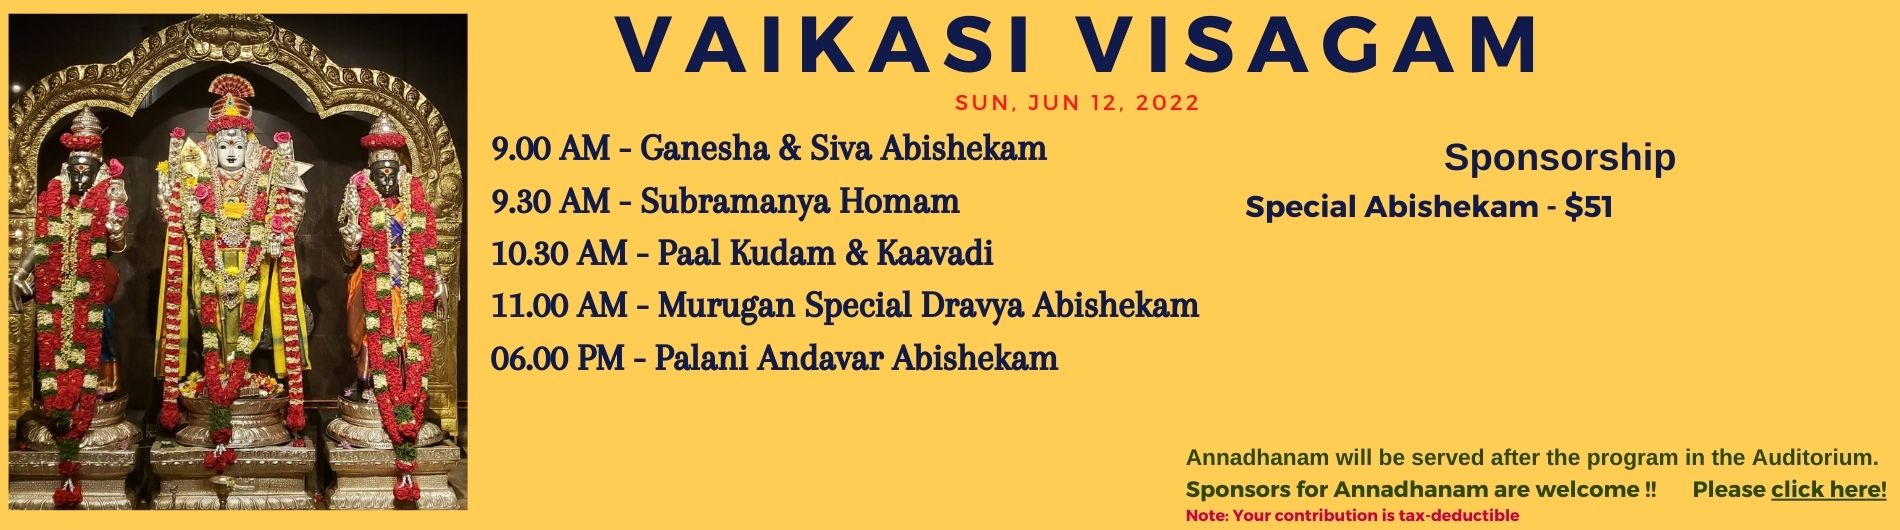 VAIKASI VISAGAM
SUN, JUN 12, 2022
9.00 AM - Ganesha & Siva Abishekam
9.30 AM - Subramanya Homam
10.30 AM - Paal Kudam & Kaavadi
11.00 AM - Murugan Special Dravya Abishekam
06.00 PM - Palani Andavar Abishekam
Sponsorship
Special Abishekam - $51
Annadhanam will be served after the program in the Auditorium.
Sponsors for Annadhanam are welcome !! Please click here!
Note: Your contribution is tax-deductible